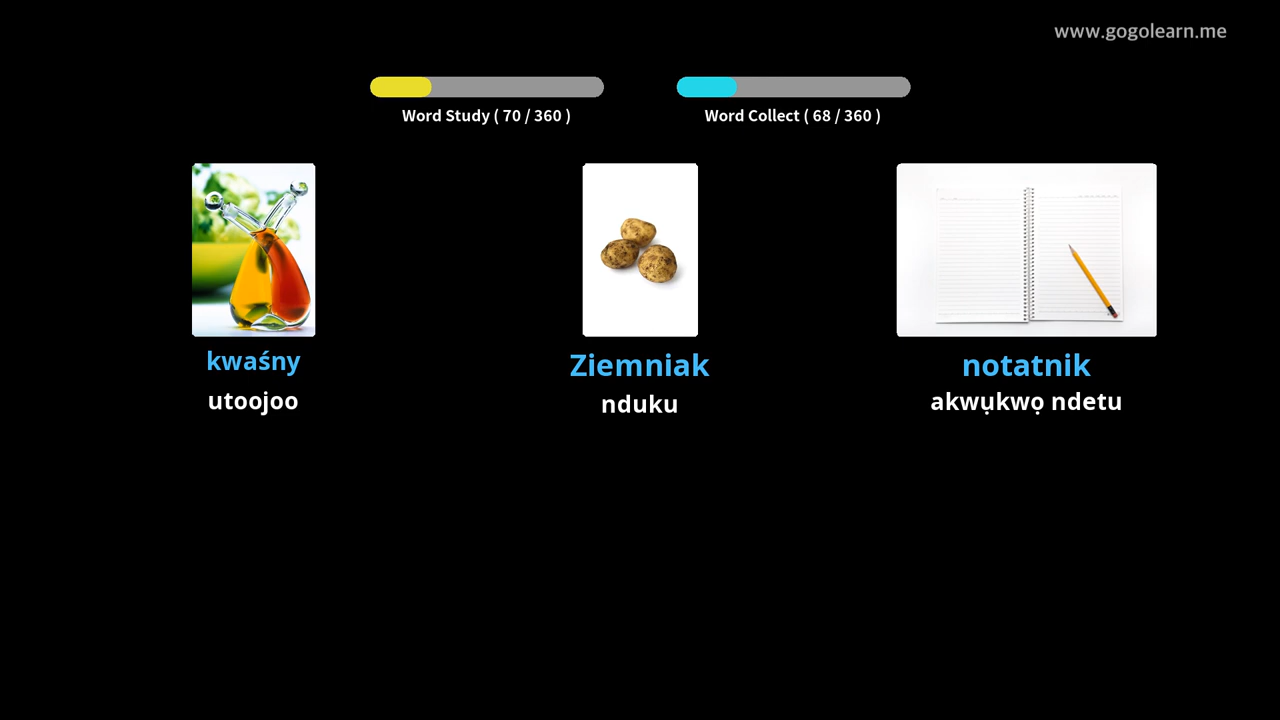 www.gogolearn.me
Word Study ( 70 / 360 )
Word Collect ( 68 / 360 )
kwaśny
utoojoo
Ziemniak
nduku
notatnik
akwụkwọ ndetu